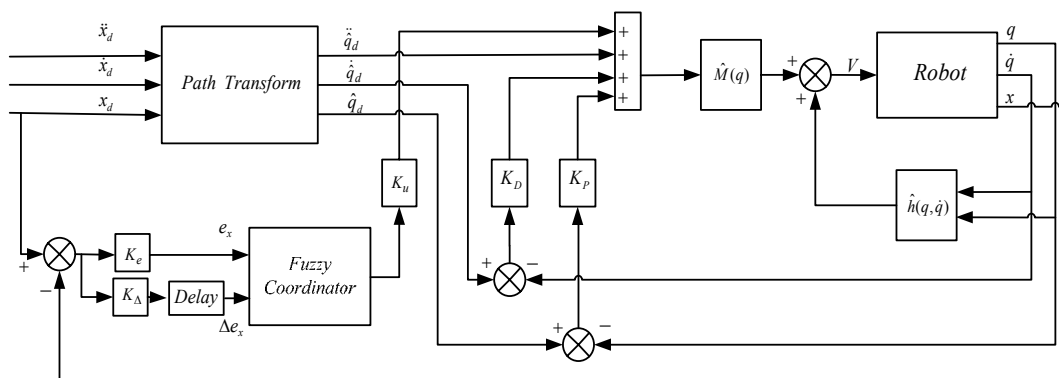 ẍ_d
ẋ_d
x_d
Path Transform
q̂̈_d
q̂̇_d
q̂_d
K_u
K_D
K_P
+
+
+
+
M̂(q)
+
+
V
Robot
q
q̇
x
ĥ(q,q̇)
+
−
K_e
e_x
K_Δ
Delay
Δe_x
Fuzzy
Coordinator
+
−
+
−